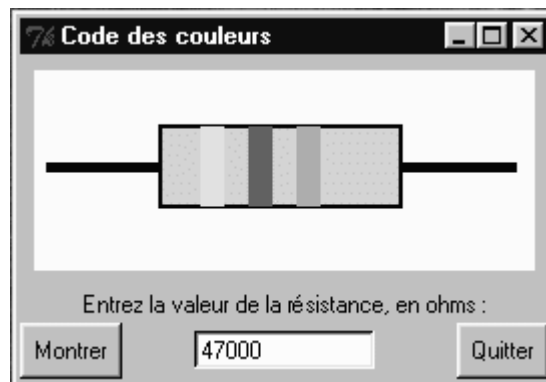 Code des couleurs
Entrez la valeur de la résistance, en ohms :
Montrer 47000 Quitter